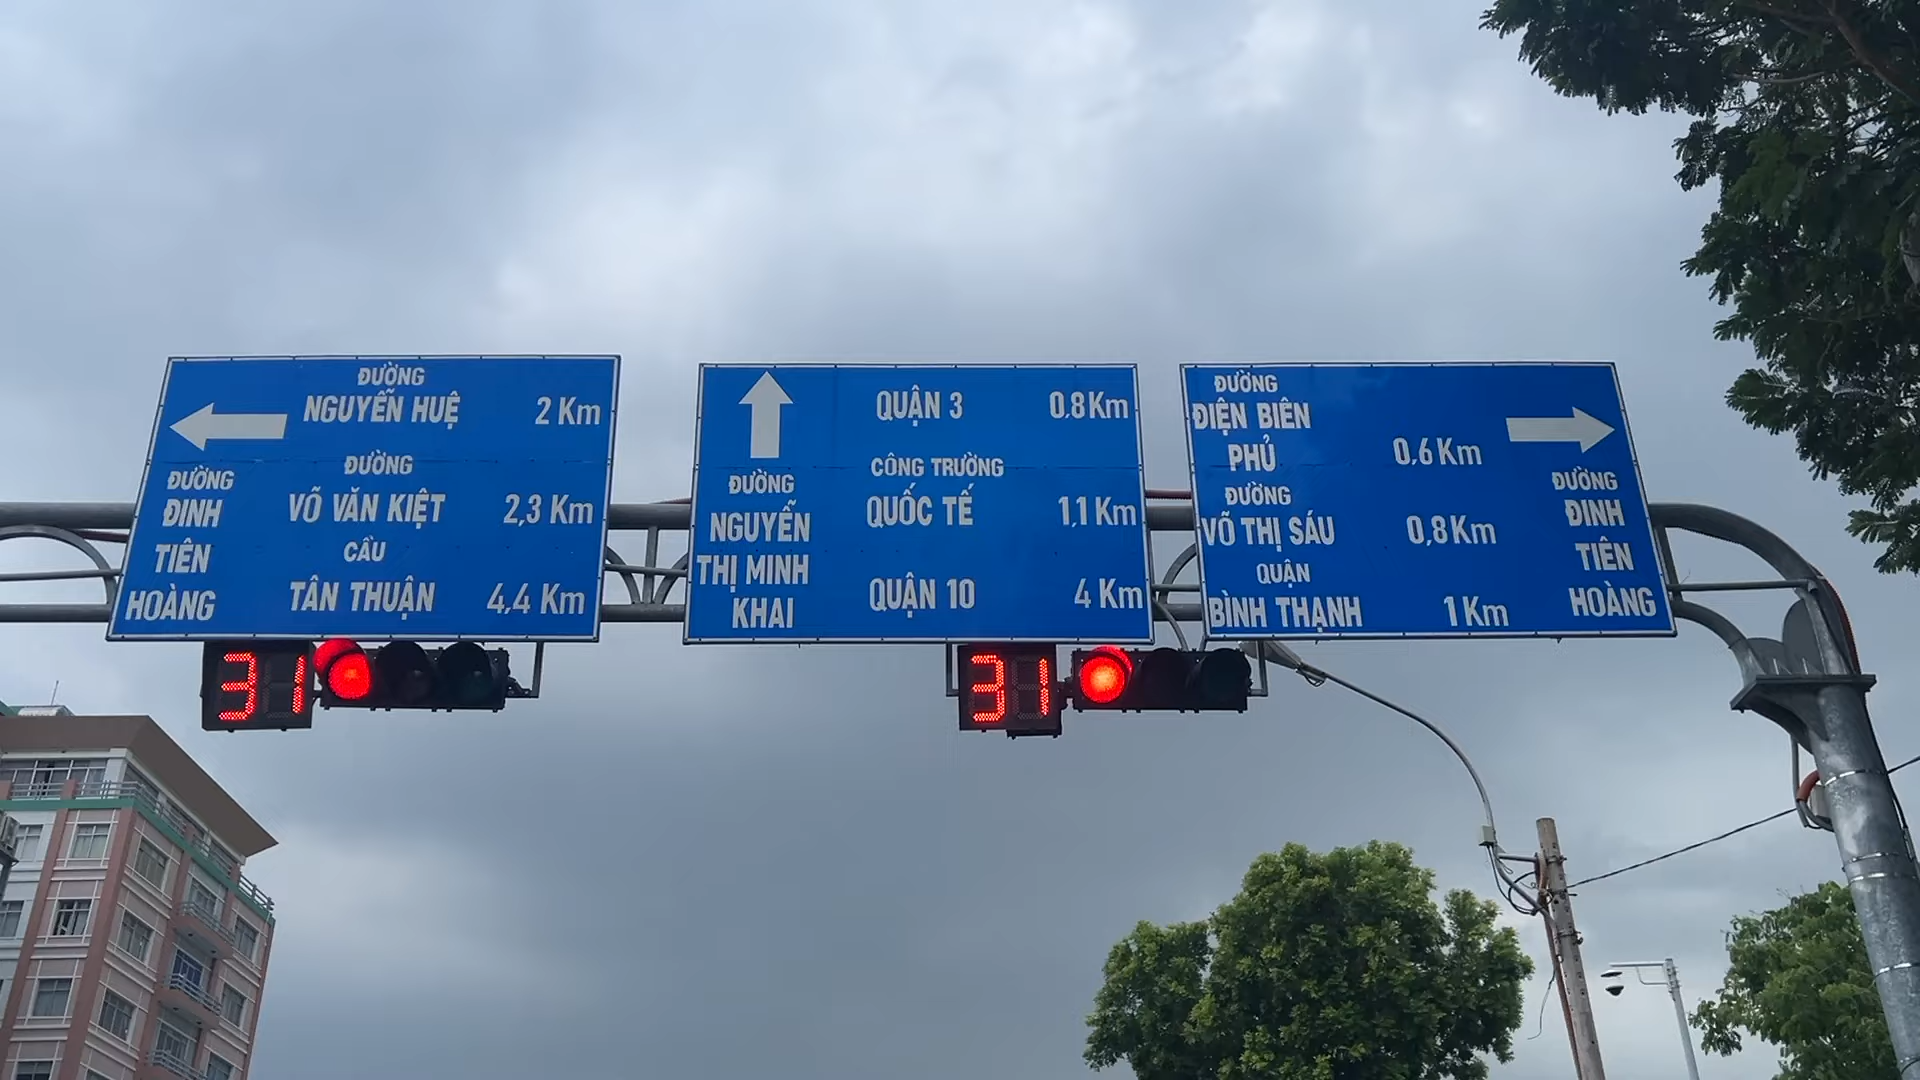 ĐƯỜNG
NGUYỄN HUỆ 2 Km
ĐƯỜNG
VÕ VĂN KIỆT 2,3 Km
CẦU
TÂN THUẬN 4,4 Km
ĐƯỜNG
ĐINH
TIÊN
HOÀNG
QUẬN 3 0,8 Km
CÔNG TRƯỜNG
QUỐC TẾ 1,1 Km
QUẬN 10 4 Km
ĐƯỜNG
NGUYỄN
THỊ MINH
KHAI
ĐƯỜNG
ĐIỆN BIÊN
PHỦ 0,6 Km
ĐƯỜNG
VÕ THỊ SÁU 0,8 Km
QUẬN
BÌNH THẠNH 1 Km
ĐƯỜNG
ĐINH
TIÊN
HOÀNG
31
31